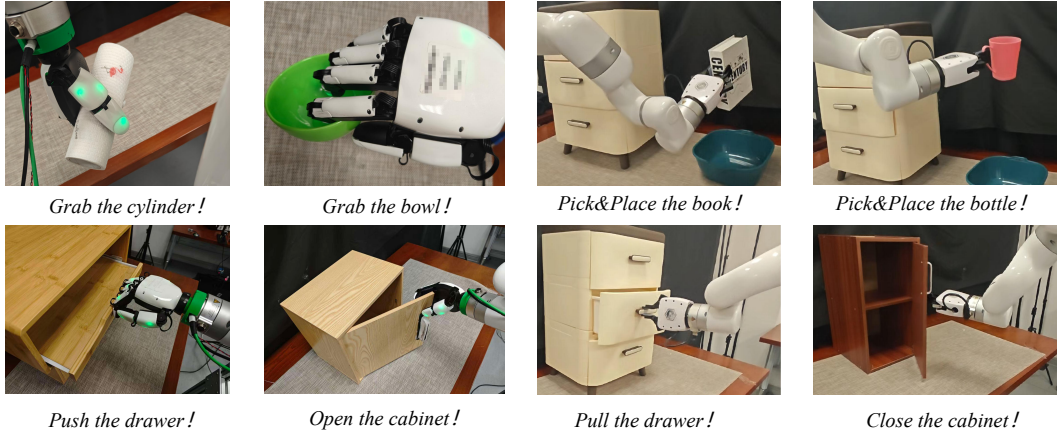 Grab the cylinder!
Grab the bowl!
Pick&Place the book!
Pick&Place the bottle!
Push the drawer!
Open the cabinet!
Pull the drawer!
Close the cabinet!